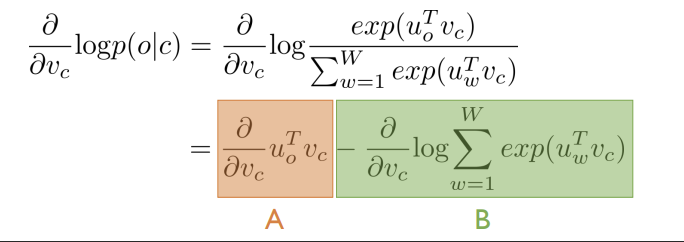 ∂/∂v_c log p(o|c) = ∂/∂v_c log exp(u_o^T v_c) / ∑_{w=1}^W exp(u_w^T v_c)
= ∂/∂v_c u_o^T v_c − ∂/∂v_c log ∑_{w=1}^W exp(u_w^T v_c)
A B